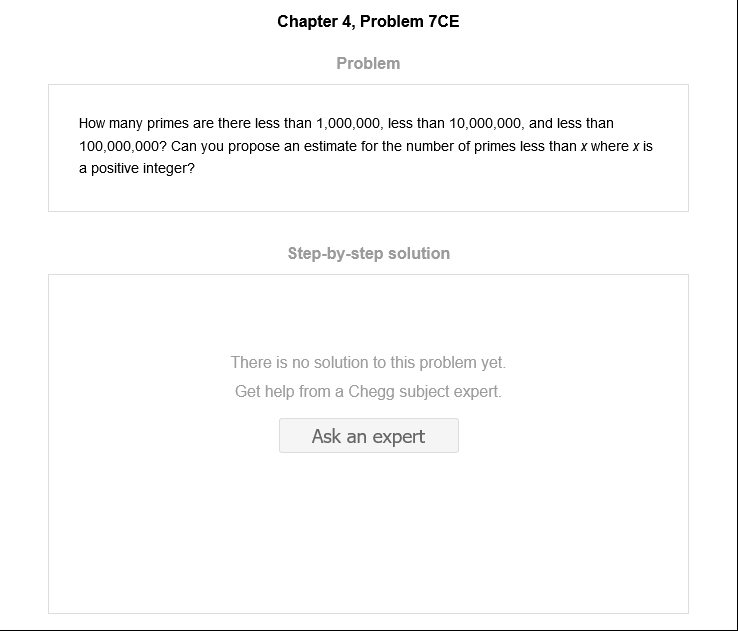 Chapter 4, Problem 7CE
Problem
How many primes are there less than 1,000,000, less than 10,000,000, and less than
100,000,000? Can you propose an estimate for the number of primes less than x where x is
a positive integer?
Step-by-step solution
There is no solution to this problem yet.
Get help from a Chegg subject expert.
Ask an expert